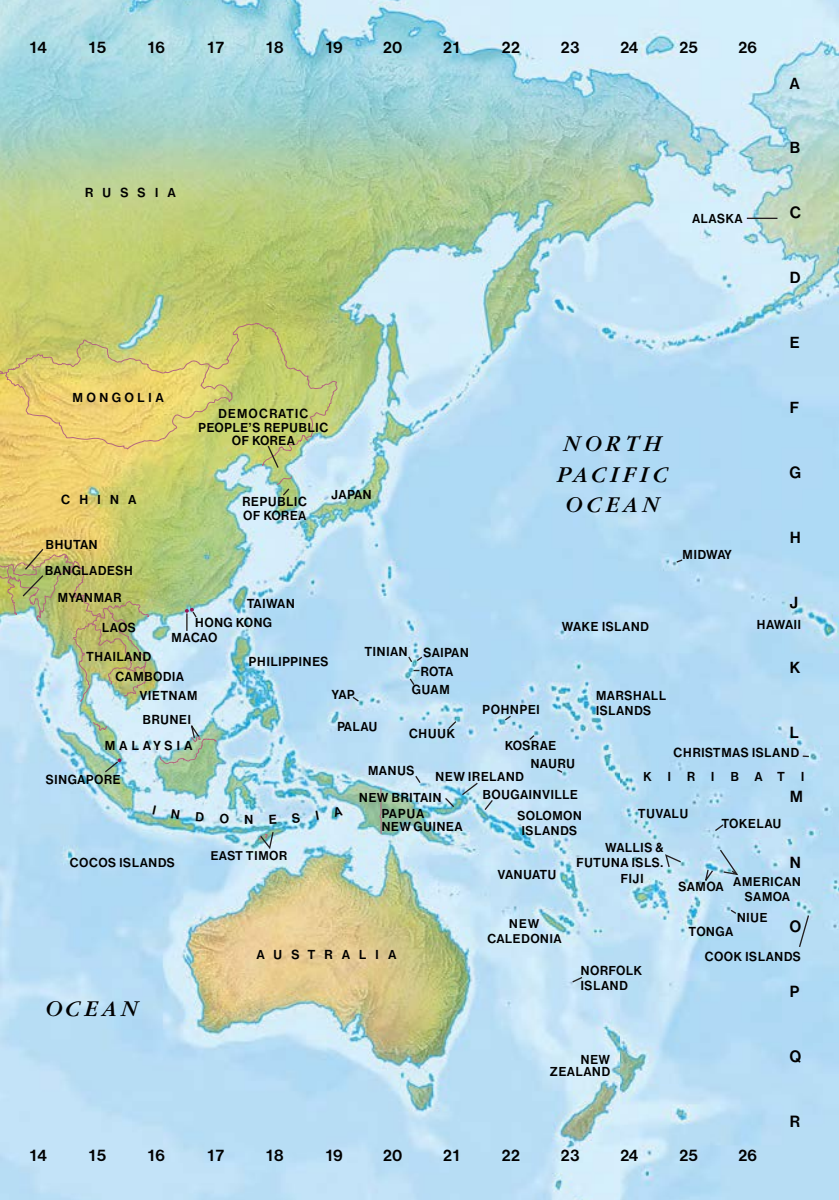 14 15 16 17 18 19 20 21 22 23 24 25 26
A
B
RUSSIA
C
ALASKA
D
E
MONGOLIA
F
DEMOCRATIC
PEOPLE'S REPUBLIC
OF KOREA
NORTH
PACIFIC
OCEAN
G
CHINA
JAPAN
REPUBLIC
OF KOREA
H
BHUTAN
MIDWAY
BANGLADESH
MYANMAR
TAIWAN
J
HONG KONG
MACAO
LAOS
WAKE ISLAND
HAWAII
THAILAND
PHILIPPINES
TINIAN
SAIPAN
ROTA
GUAM
K
CAMBODIA
VIETNAM
YAP
MARSHALL
ISLANDS
BRUNEI
PALAU
CHUUK
POHNPEI
L
MALAYSIA
KOSRAE
CHRISTMAS ISLAND
SINGAPORE
NAURU
KIRIBATI
MANUS
NEW IRELAND
M
NEW BRITAIN
BOUGAINVILLE
INDONESIA
PAPUA
NEW GUINEA
SOLOMON
ISLANDS
TUVALU
TOKELAU
COCOS ISLANDS
EAST TIMOR
WALLIS &
FUTUNA ISLS.
N
VANUATU
FIJI
SAMOA
AMERICAN
SAMOA
NEW
CALEDONIA
NIUE
O
TONGA
AUSTRALIA
COOK ISLANDS
NORFOLK
ISLAND
P
OCEAN
NEW
ZEALAND
Q
R
14 15 16 17 18 19 20 21 22 23 24 25 26